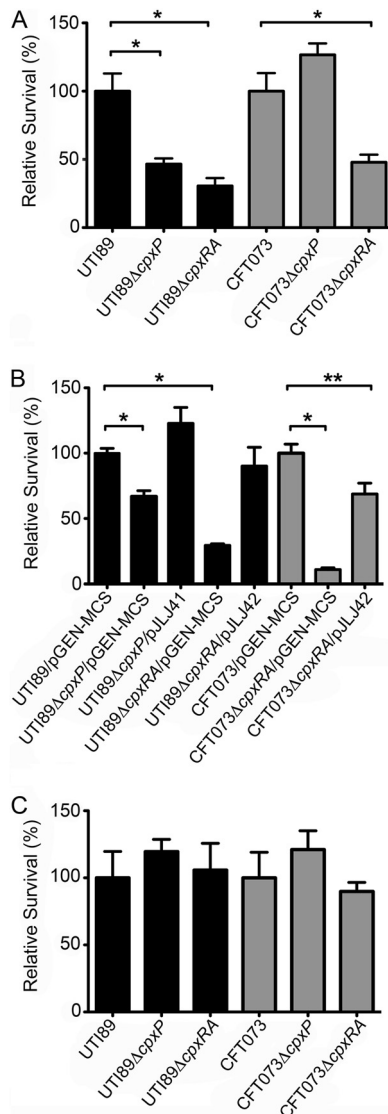 A
Relative Survival (%)
150
100
50
0
* * *
UTI89
UTI89ΔcpxP
UTI89ΔcpxRA
CFT073
CFT073ΔcpxP
CFT073ΔcpxRA
B
Relative Survival (%)
150
100
50
0
* * * **
UTI89/pGEN-MCS
UTI89ΔcpxP/pGEN-MCS
UTI89ΔcpxP/pJLJ41
UTI89ΔcpxRA/pGEN-MCS
UTI89ΔcpxRA/pJLJ42
CFT073/pGEN-MCS
CFT073ΔcpxRA/pGEN-MCS
CFT073ΔcpxRA/pJLJ42
C
Relative Survival (%)
150
100
50
0
UTI89
UTI89ΔcpxP
UTI89ΔcpxRA
CFT073
CFT073ΔcpxP
CFT073ΔcpxRA